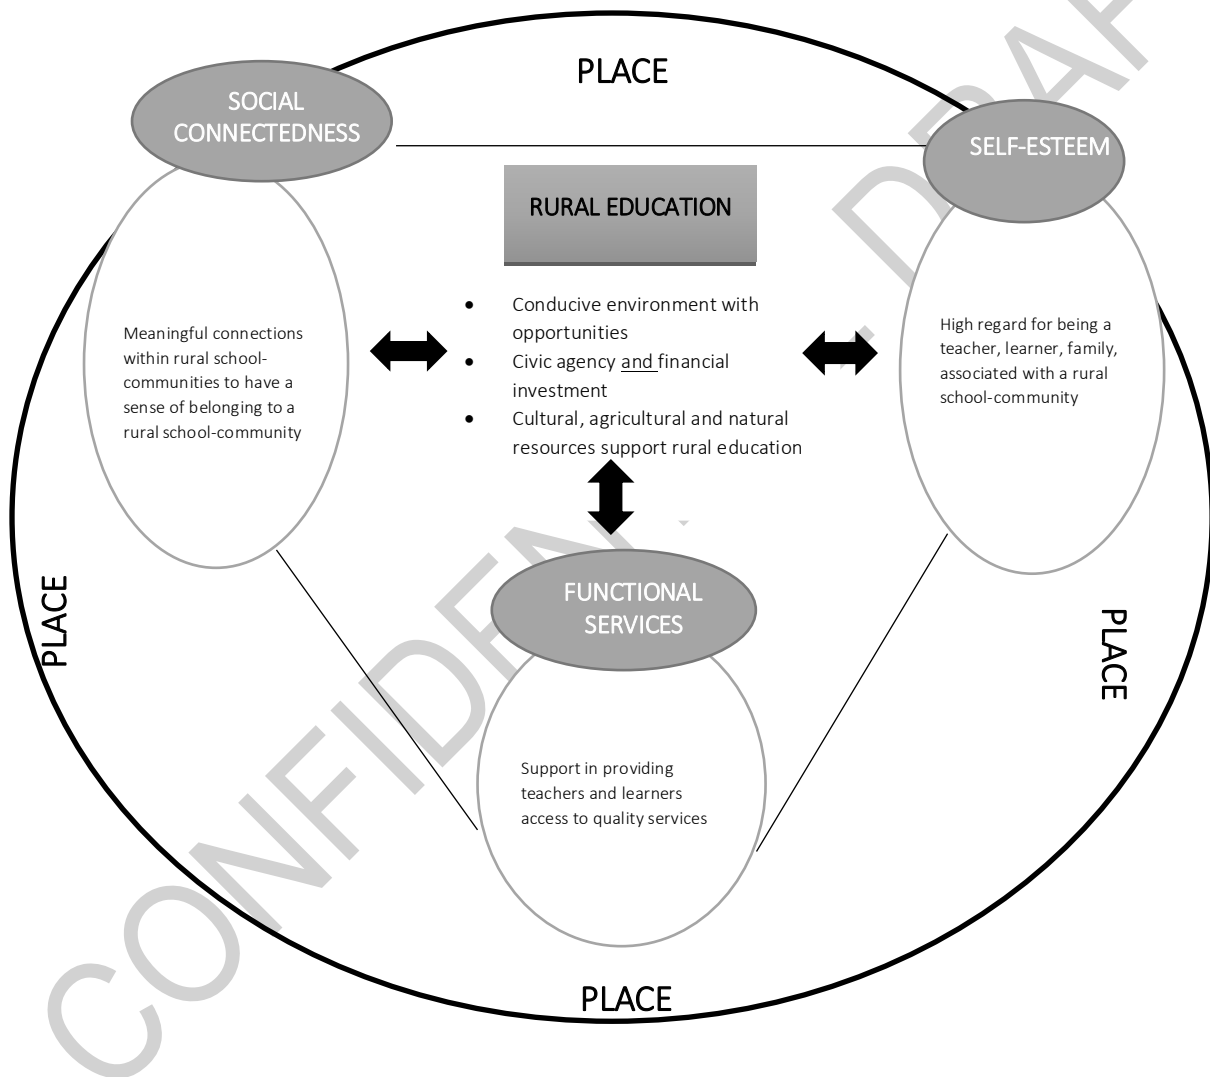 PLACE
SOCIAL
CONNECTEDNESS
SELF-ESTEEM
RURAL EDUCATION
Meaningful connections
within rural school-
communities to have a
sense of belonging to a
rural school-community
• Conducive environment with
opportunities
• Civic agency and financial
investment
• Cultural, agricultural and natural
resources support rural education
High regard for being a
teacher, learner, family,
associated with a rural
school-community
PLACE
PLACE
FUNCTIONAL
SERVICES
Support in providing
teachers and learners
access to quality services
PLACE